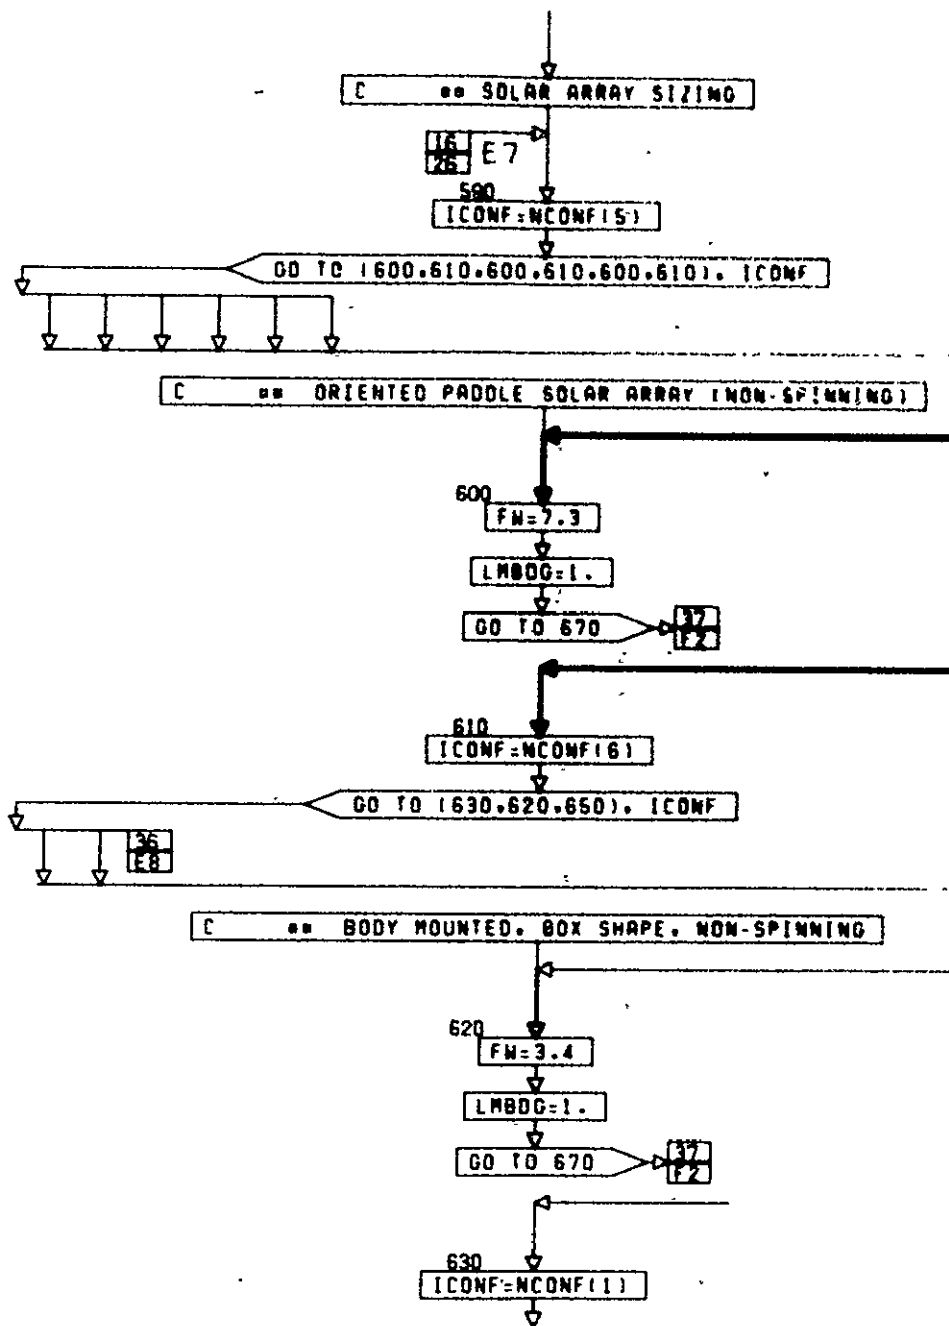 C ** SOLAR ARRAY SIZING
16
26
E7
590
ICONF=NCONF(5)
GO TO (600,610,600,610,600,610), ICONF
C ** ORIENTED PADDLE SOLAR ARRAY (NON-SPINNING)
600
FW=7.3
LMBDG=1.
GO TO 670
37
F2
610
ICONF=NCONF(6)
GO TO (630,620,650), ICONF
36
E8
C ** BODY MOUNTED, BOX SHAPE, NON-SPINNING
620
FW=3.4
LMBDG=1.
GO TO 670
37
F2
630
ICONF=NCONF(1)